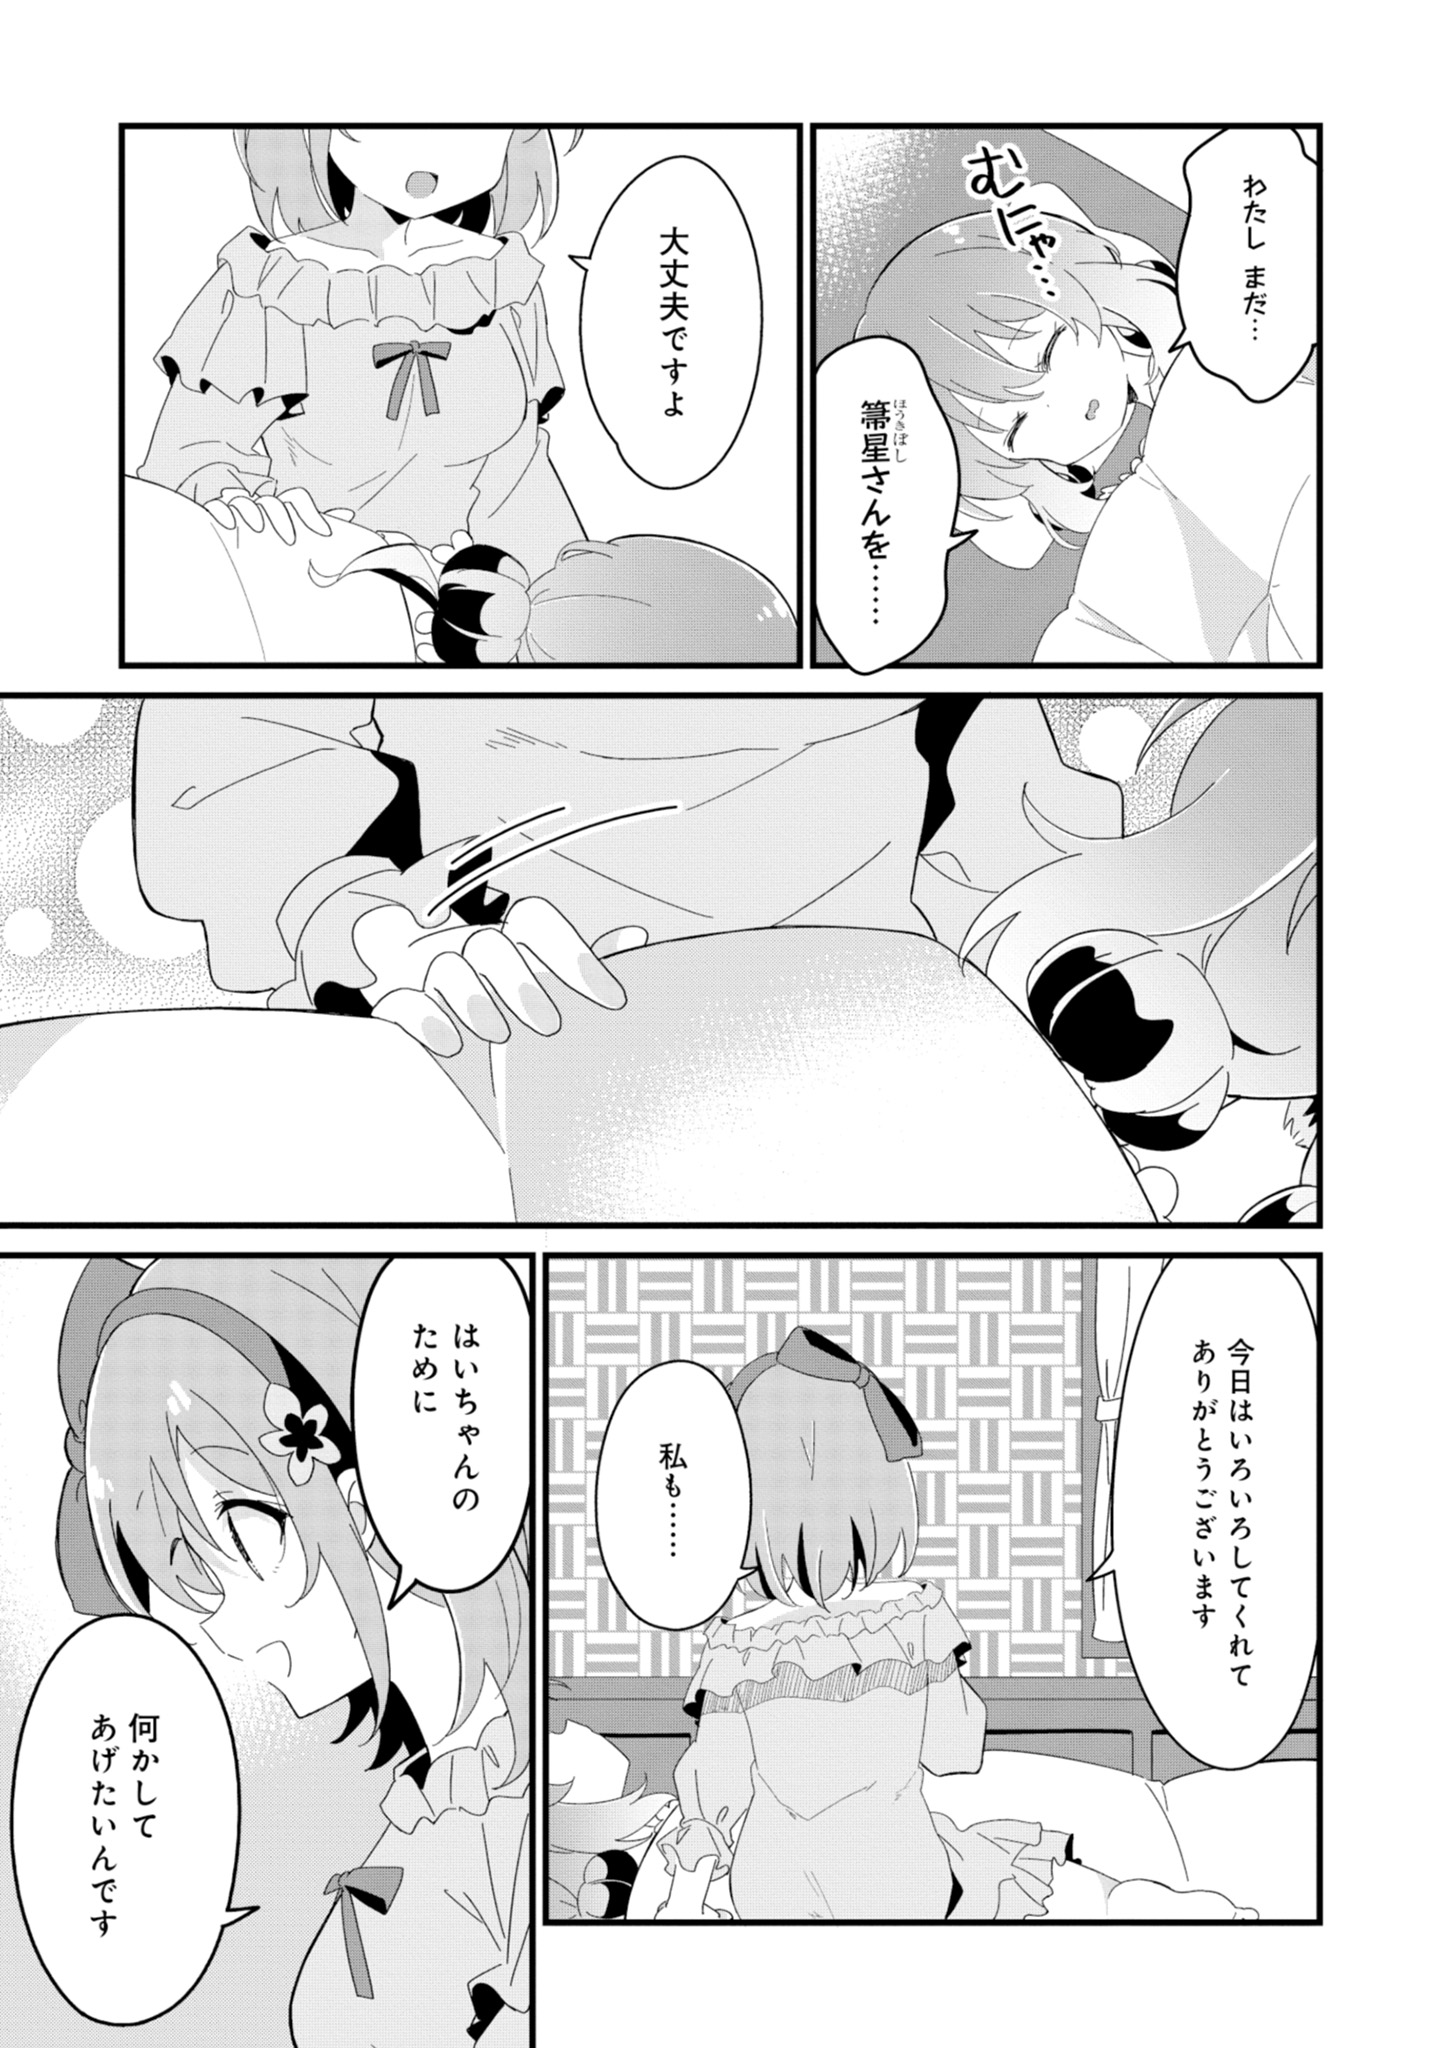 わたし まだ…
むにゃ…
箒星さんを………
ほうきぼし
大丈夫ですよ
今日はいろいろしてくれて
ありがとうございます
私も……
はいちゃんの
ために
何かして
あげたいんです